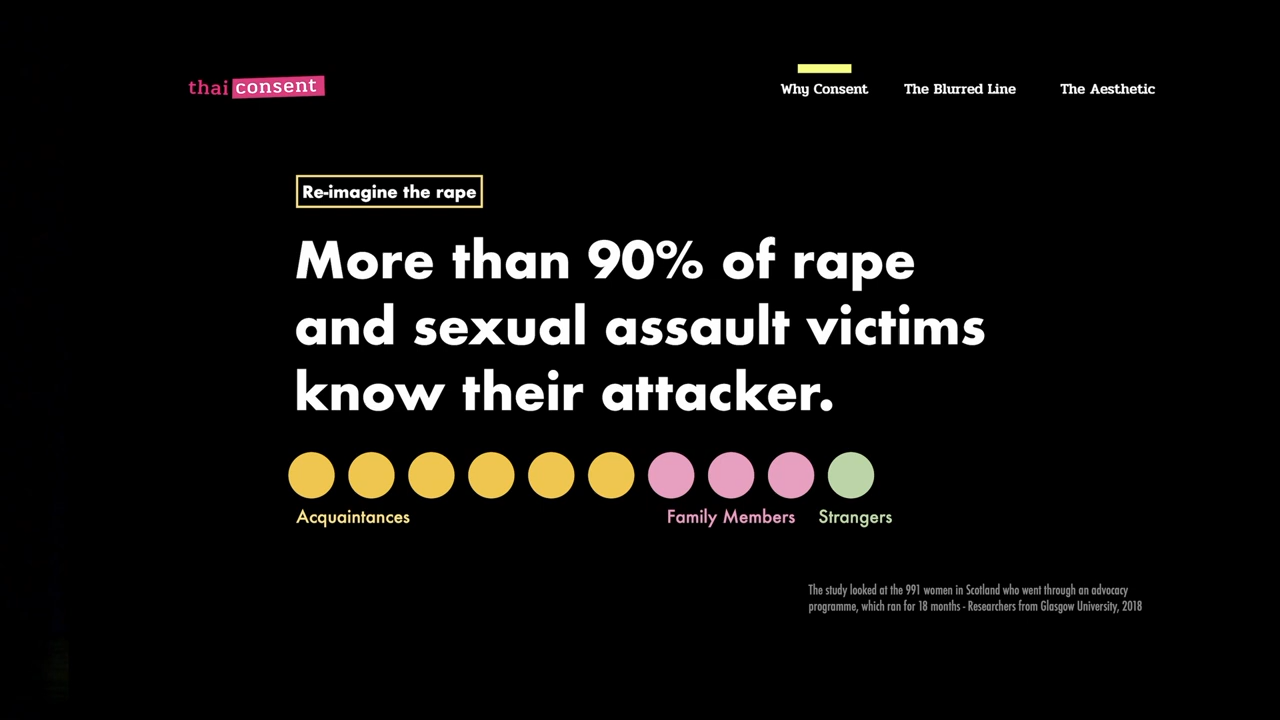 thai consent
Why Consent
The Blurred Line
The Aesthetic
Re-imagine the rape
More than 90% of rape
and sexual assault victims
know their attacker.
Acquaintances
Family Members
Strangers
The study looked at the 991 women in Scotland who went through an advocacy
programme, which ran for 18 months - Researchers from Glasgow University, 2018